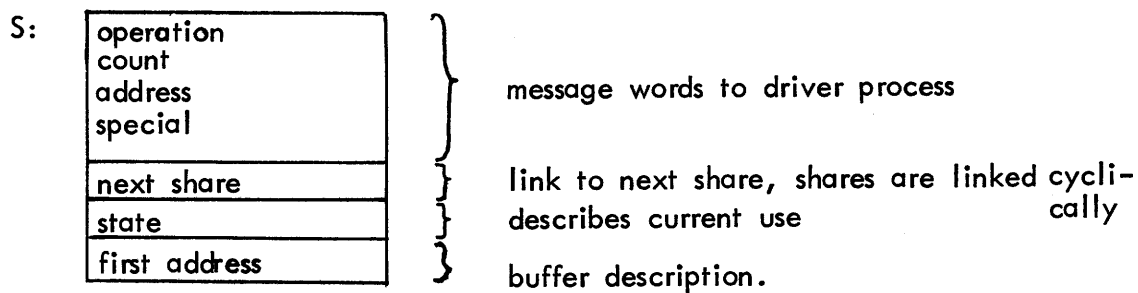 S: operation
count
address
special
message words to driver process
next share
link to next share, shares are linked cycli-
cally
state
describes current use
first address
buffer description.